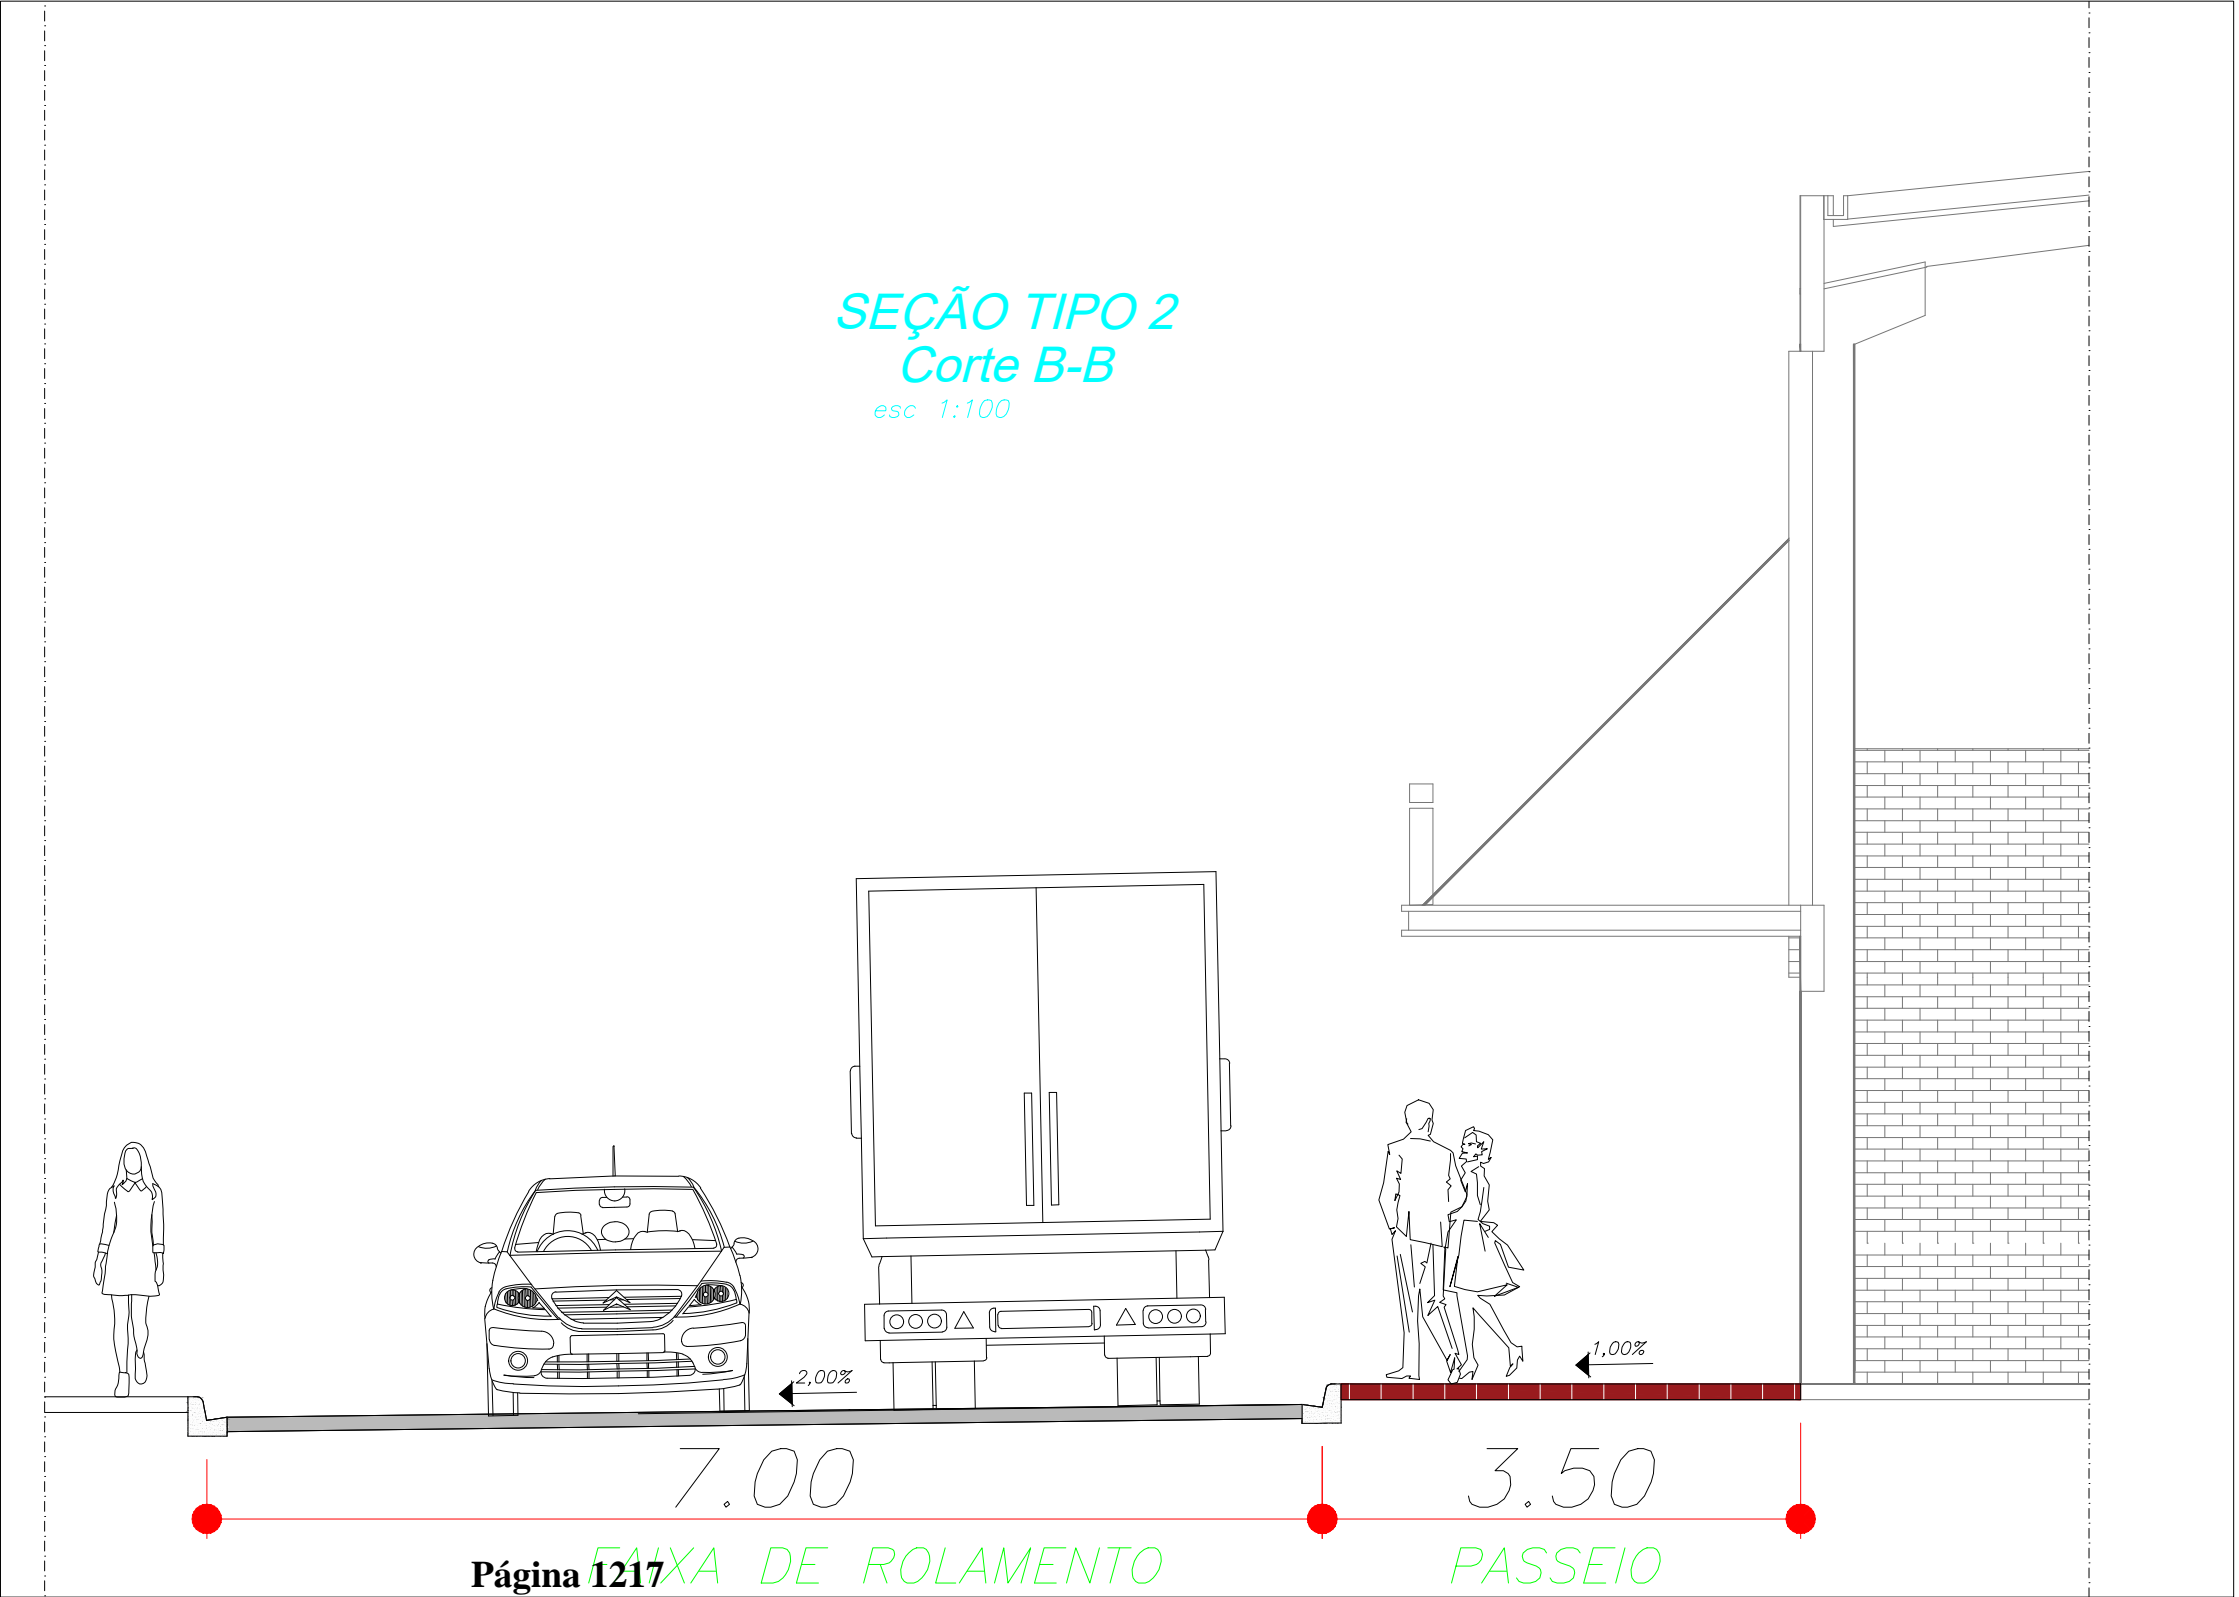 SEÇÃO TIPO 2
Corte B-B
esc 1:100
1,00%
2,00%
7.00
3.50
FAIXA DE ROLAMENTO
PASSEIO
Página 1217